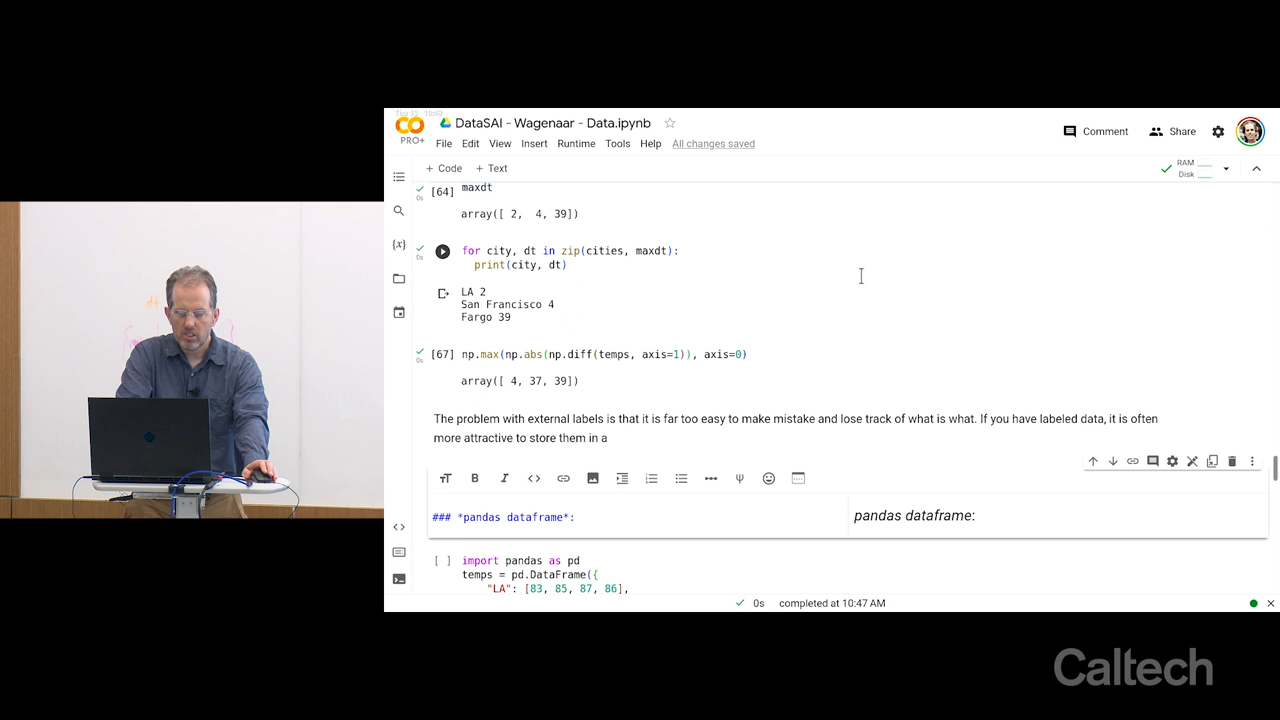 DataSAI - Wagenaar - Data.ipynb
PRO+
File Edit View Insert Runtime Tools Help All changes saved
Comment Share
+ Code + Text
RAM
Disk
[64] maxdt
0s
array([ 2, 4, 39])
0s
for city, dt in zip(cities, maxdt):
print(city, dt)
LA 2
San Francisco 4
Fargo 39
[67] np.max(np.abs(np.diff(temps, axis=1)), axis=0)
0s
array([ 4, 37, 39])
The problem with external labels is that it is far too easy to make mistake and lose track of what is what. If you have labeled data, it is often
more attractive to store them in a
### *pandas dataframe*:
pandas dataframe:
[ ] import pandas as pd
temps = pd.DataFrame({
"LA": [83, 85, 87, 86],
0s completed at 10:47 AM
Caltech